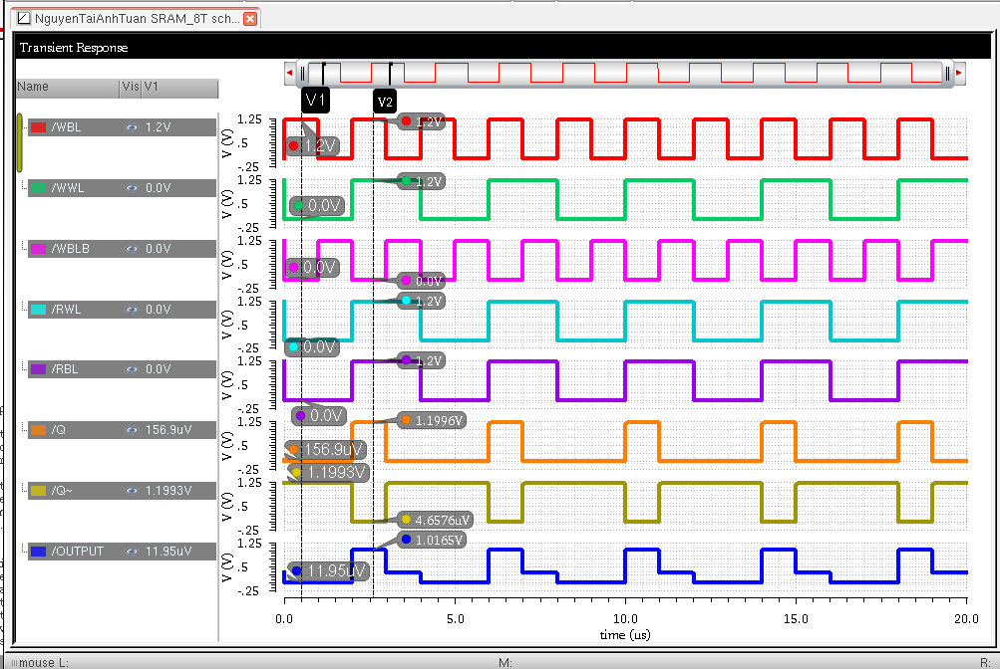 NguyenTaiAnhTuan SRAM_8T sch...
Transient Response
Name Vis V1
V1 V2
/WBL 1.2V
1.25
.5
-.25
V (V)
1.2V
1.2V
/WWL 0.0V
1.25
.5
-.25
V (V)
0.0V
1.2V
/WBLB 0.0V
1.25
.5
-.25
V (V)
0.0V
0.0V
/RWL 0.0V
1.25
.5
-.25
V (V)
0.0V
1.2V
/RBL 0.0V
1.25
.5
-.25
V (V)
0.0V
1.2V
/Q 156.9uV
1.25
.5
-.25
V (V)
156.9uV
1.1996V
/Q~ 1.1993V
1.25
.5
-.25
V (V)
1.1993V
4.6576uV
/OUTPUT 11.95uV
1.25
.5
-.25
V (V)
11.95uV
1.0165V
0.0 5.0 10.0 15.0 20.0
time (us)
mouse L: M: R: